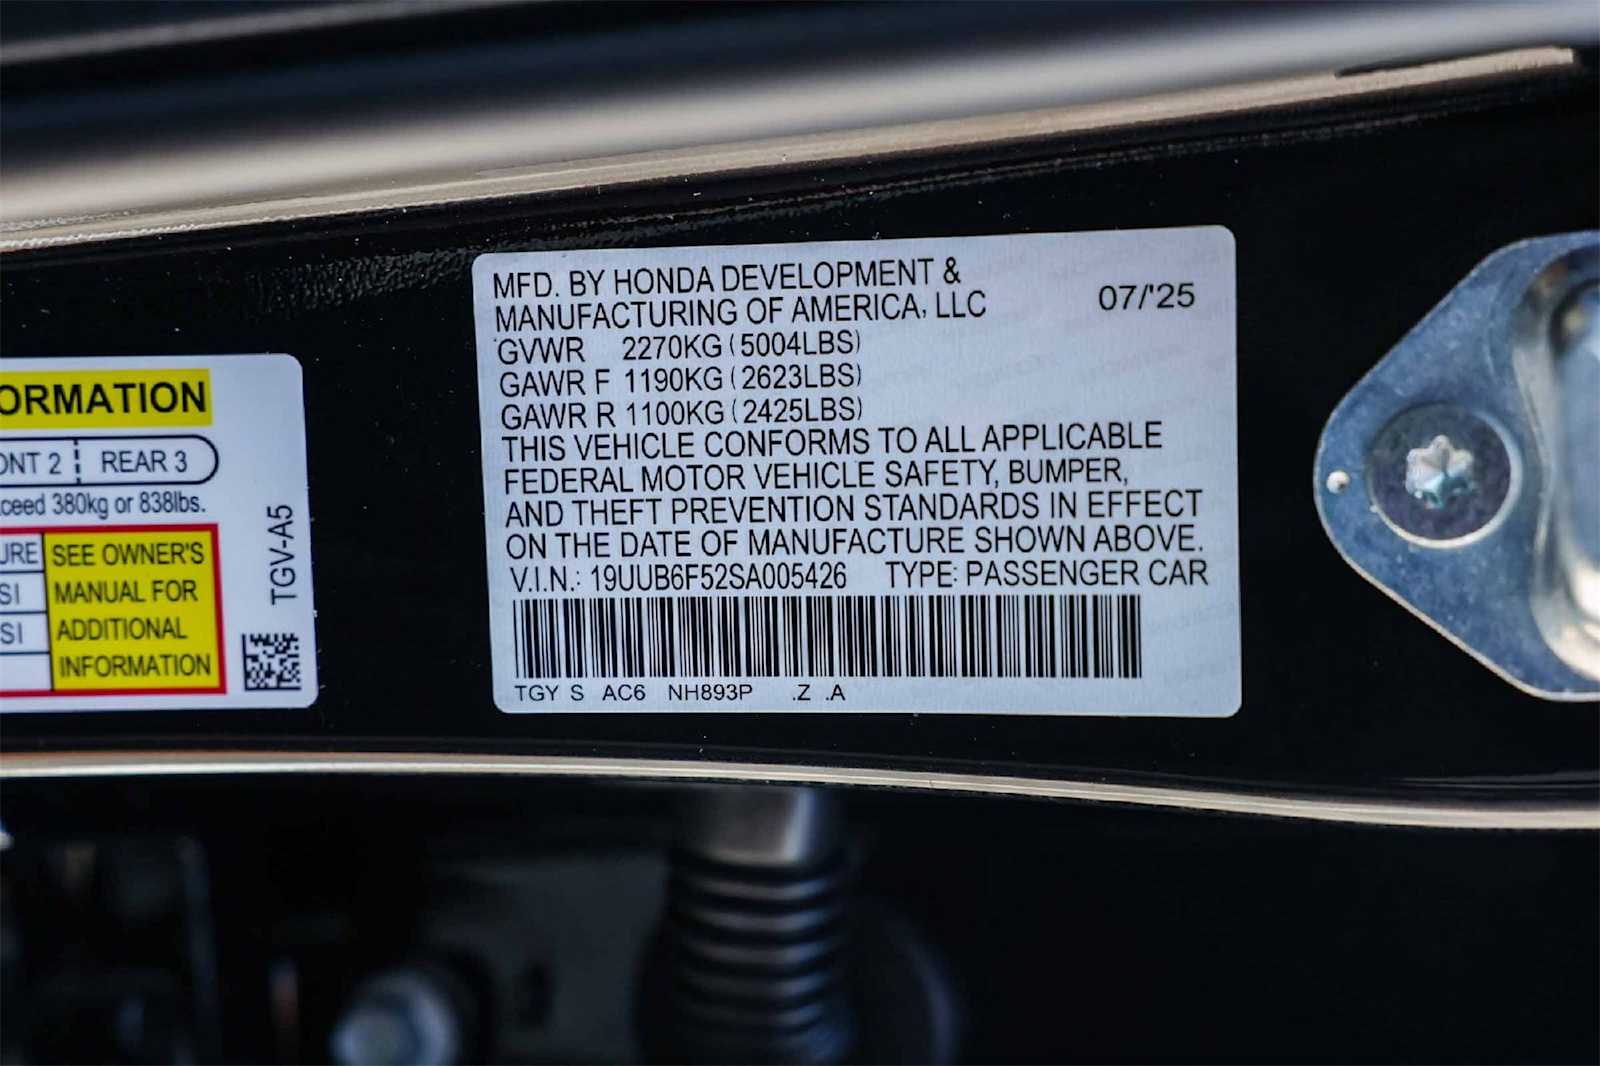 ORMATION
ONT 2 REAR 3
xceed 380kg or 838lbs.
URE
SI
SI
SEE OWNER'S
MANUAL FOR
ADDITIONAL
INFORMATION
TGV-A5
MFD. BY HONDA DEVELOPMENT &
MANUFACTURING OF AMERICA, LLC 07/'25
GVWR 2270KG (5004LBS)
GAWR F 1190KG (2623LBS)
GAWR R 1100KG (2425LBS)
THIS VEHICLE CONFORMS TO ALL APPLICABLE
FEDERAL MOTOR VEHICLE SAFETY, BUMPER,
AND THEFT PREVENTION STANDARDS IN EFFECT
ON THE DATE OF MANUFACTURE SHOWN ABOVE.
V.I.N.: 19UUB6F52SA005426 TYPE: PASSENGER CAR
TGY S AC6 NH893P .Z .A